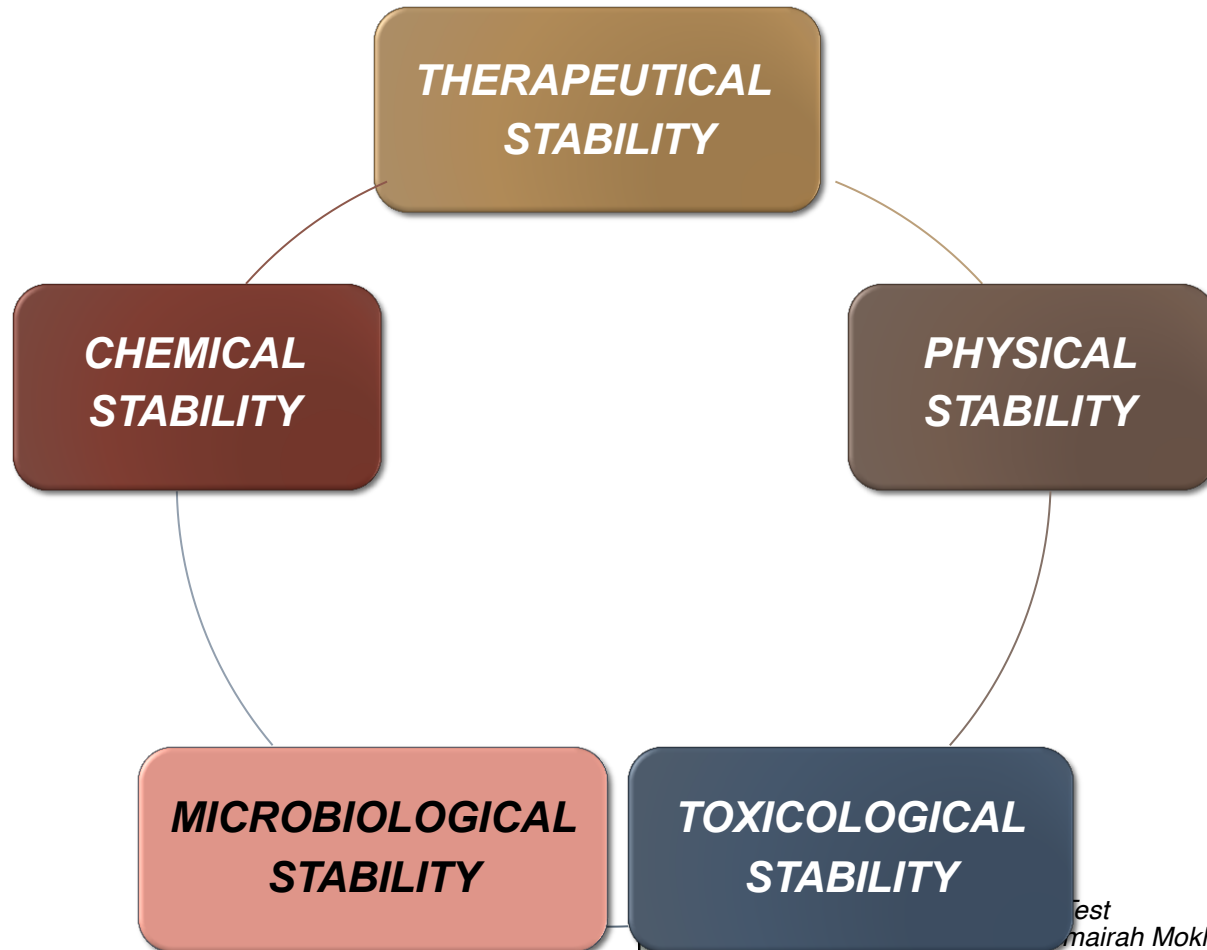 THERAPEUTICAL
STABILITY
CHEMICAL
STABILITY
PHYSICAL
STABILITY
MICROBIOLOGICAL
STABILITY
TOXICOLOGICAL
STABILITY